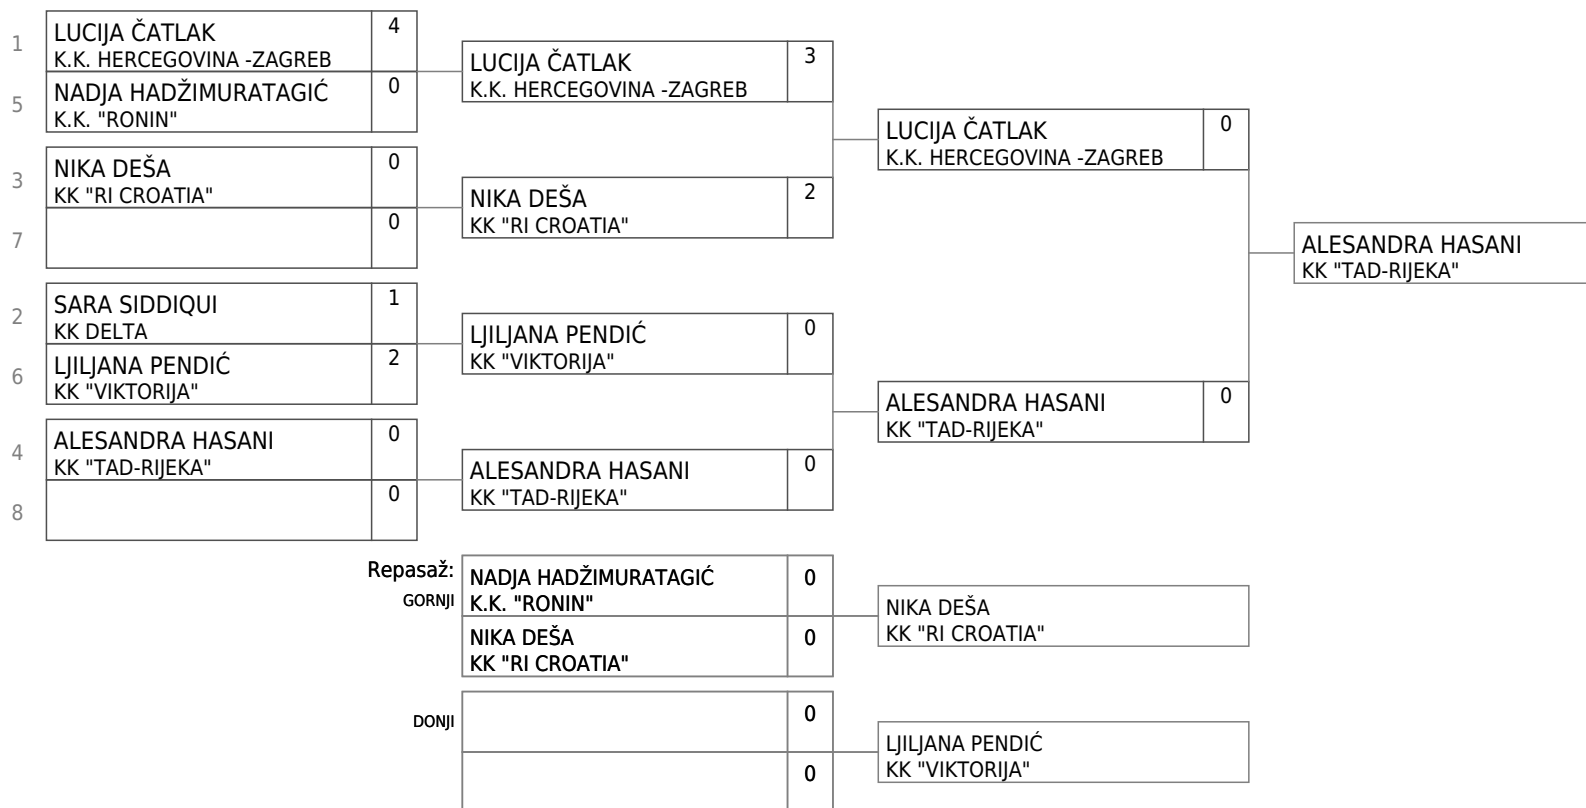 1
LUCIJA ČATLAK 4
K.K. HERCEGOVINA -ZAGREB
5
NADJA HADŽIMURATAGIĆ 0
K.K. "RONIN"
3
NIKA DEŠA 0
KK "RI CROATIA"
7
0
2
SARA SIDDIQUI 1
KK DELTA
6
LJILJANA PENDIĆ 2
KK "VIKTORIJA"
4
ALESANDRA HASANI 0
KK "TAD-RIJEKA"
8
0
LUCIJA ČATLAK 3
K.K. HERCEGOVINA -ZAGREB
NIKA DEŠA 2
KK "RI CROATIA"
LJILJANA PENDIĆ 0
KK "VIKTORIJA"
ALESANDRA HASANI 0
KK "TAD-RIJEKA"
LUCIJA ČATLAK 0
K.K. HERCEGOVINA -ZAGREB
ALESANDRA HASANI 0
KK "TAD-RIJEKA"
ALESANDRA HASANI
KK "TAD-RIJEKA"
Repasaž:
GORNJI
NADJA HADŽIMURATAGIĆ 0
K.K. "RONIN"
NIKA DEŠA 0
KK "RI CROATIA"
NIKA DEŠA
KK "RI CROATIA"
DONJI
0
0
LJILJANA PENDIĆ
KK "VIKTORIJA"